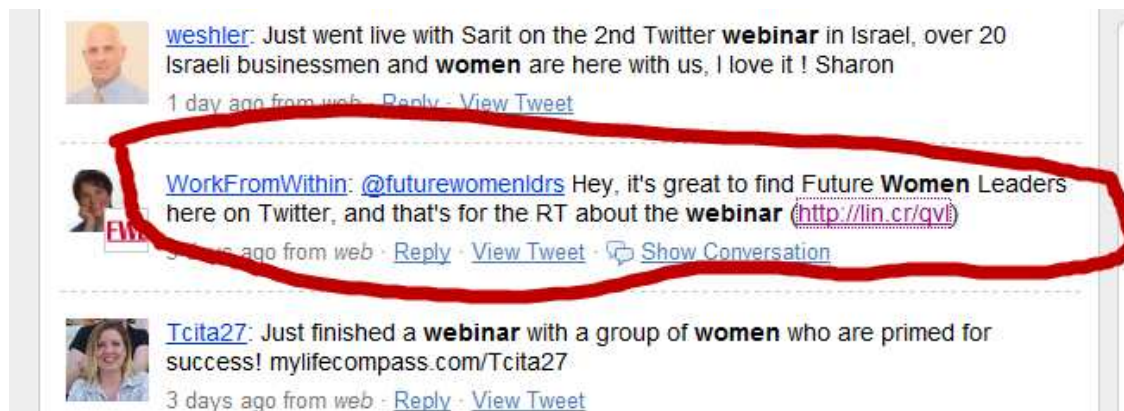 weshler: Just went live with Sarit on the 2nd Twitter webinar in Israel, over 20
Israeli businessmen and women are here with us, I love it ! Sharon
1 day ago from web · Reply · View Tweet
WorkFromWithin: @futurewomenldrs Hey, it's great to find Future Women Leaders
here on Twitter, and that's for the RT about the webinar (http://lin.cr/qvl)
days ago from web · Reply · View Tweet · Show Conversation
Tcita27: Just finished a webinar with a group of women who are primed for
success! mylifecompass.com/Tcita27
3 days ago from web · Reply · View Tweet